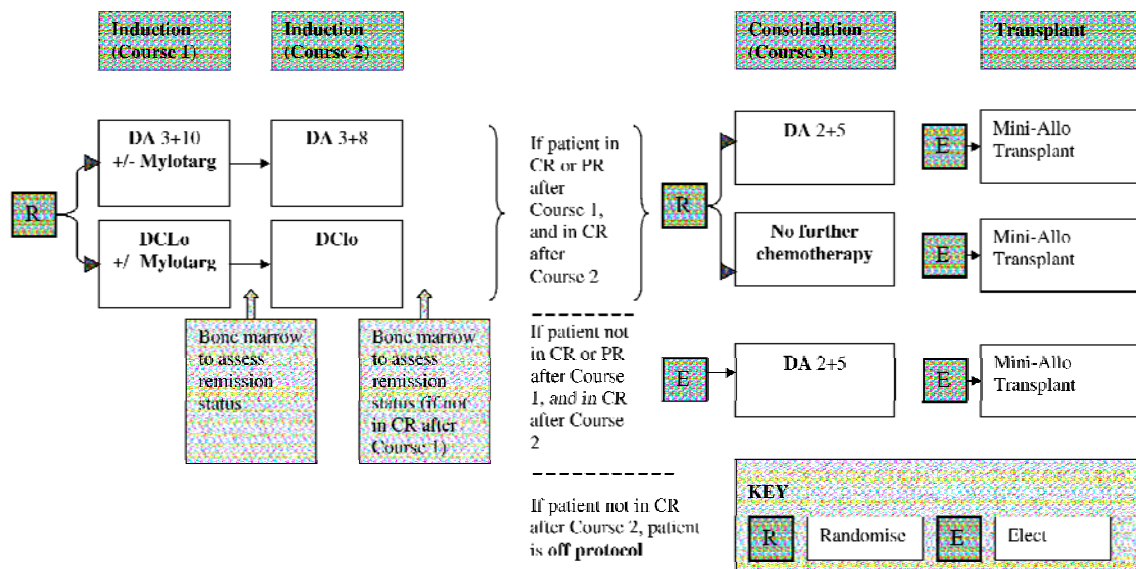 Induction
(Course 1)
Induction
(Course 2)
Consolidation
(Course 3)
Transplant
R
DA 3+10
+/- Mylotarg
DA 3+8
DCLo
+/- Mylotarg
DClo
Bone marrow
to assess
remission
status
Bone marrow
to assess
remission
status (if not
in CR after
Course 1)
If patient in
CR or PR
after
Course 1,
and in CR
after
Course 2
If patient not
in CR or PR
after Course
1, and in CR
after Course
2
If patient not in CR
after Course 2, patient
is off protocol
R
DA 2+5
E
Mini-Allo
Transplant
No further
chemotherapy
E
Mini-Allo
Transplant
E
DA 2+5
E
Mini-Allo
Transplant
KEY
R
Randomise
E
Elect